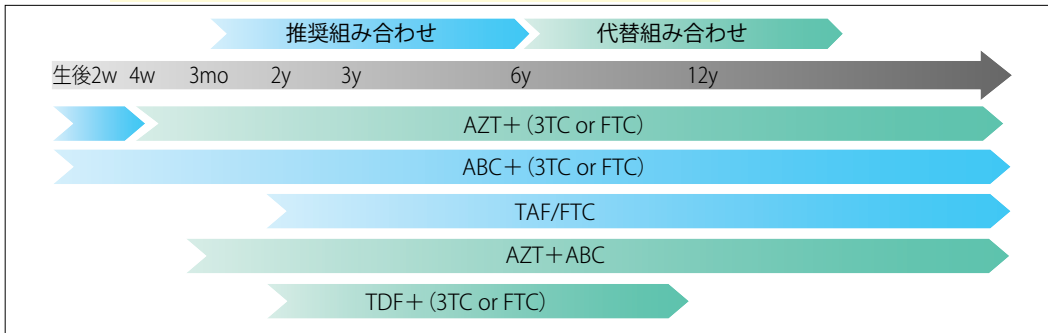 推奨組み合わせ 代替組み合わせ
生後2w 4w 3mo 2y 3y 6y 12y
AZT+(3TC or FTC)
ABC+(3TC or FTC)
TAF/FTC
AZT+ABC
TDF+(3TC or FTC)